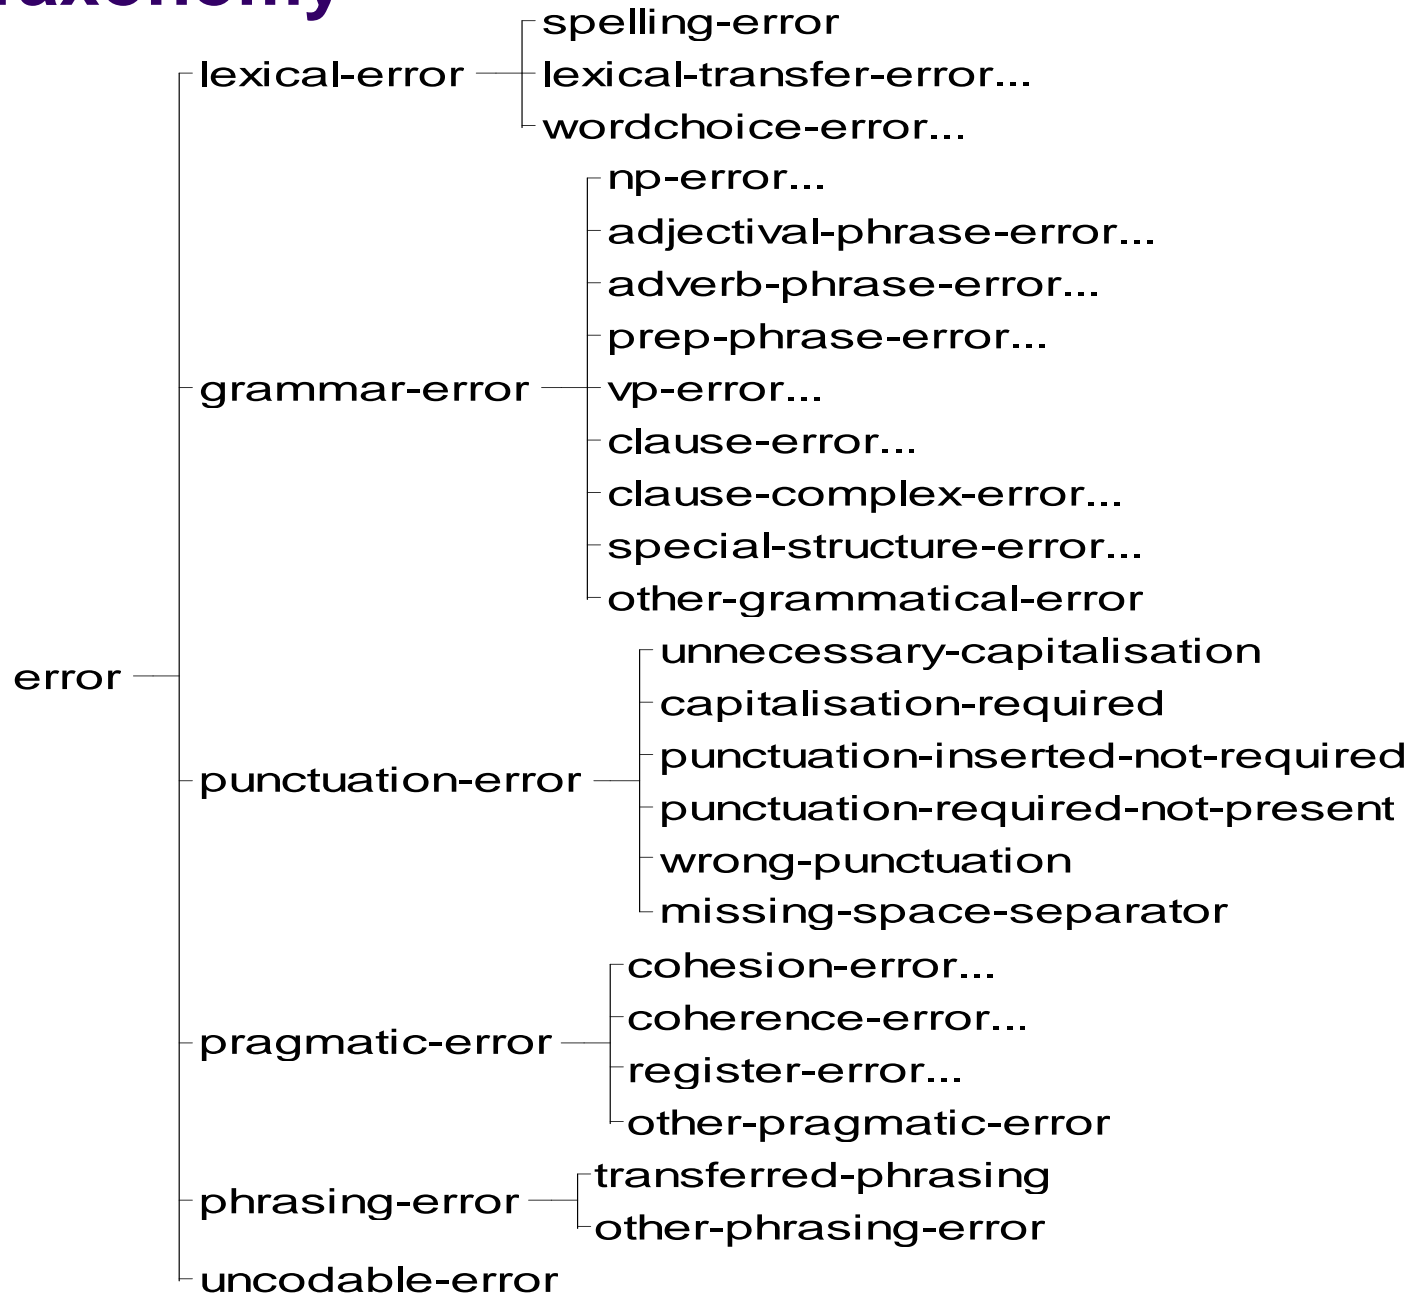 taxonomy
spelling-error
lexical-error
lexical-transfer-error...
wordchoice-error...
np-error...
adjectival-phrase-error...
adverb-phrase-error...
prep-phrase-error...
grammar-error
vp-error...
clause-error...
clause-complex-error...
special-structure-error...
other-grammatical-error
unnecessary-capitalisation
error
capitalisation-required
punctuation-inserted-not-required
punctuation-error
punctuation-required-not-present
wrong-punctuation
missing-space-separator
cohesion-error...
coherence-error...
pragmatic-error
register-error...
other-pragmatic-error
transferred-phrasing
phrasing-error
other-phrasing-error
uncodable-error